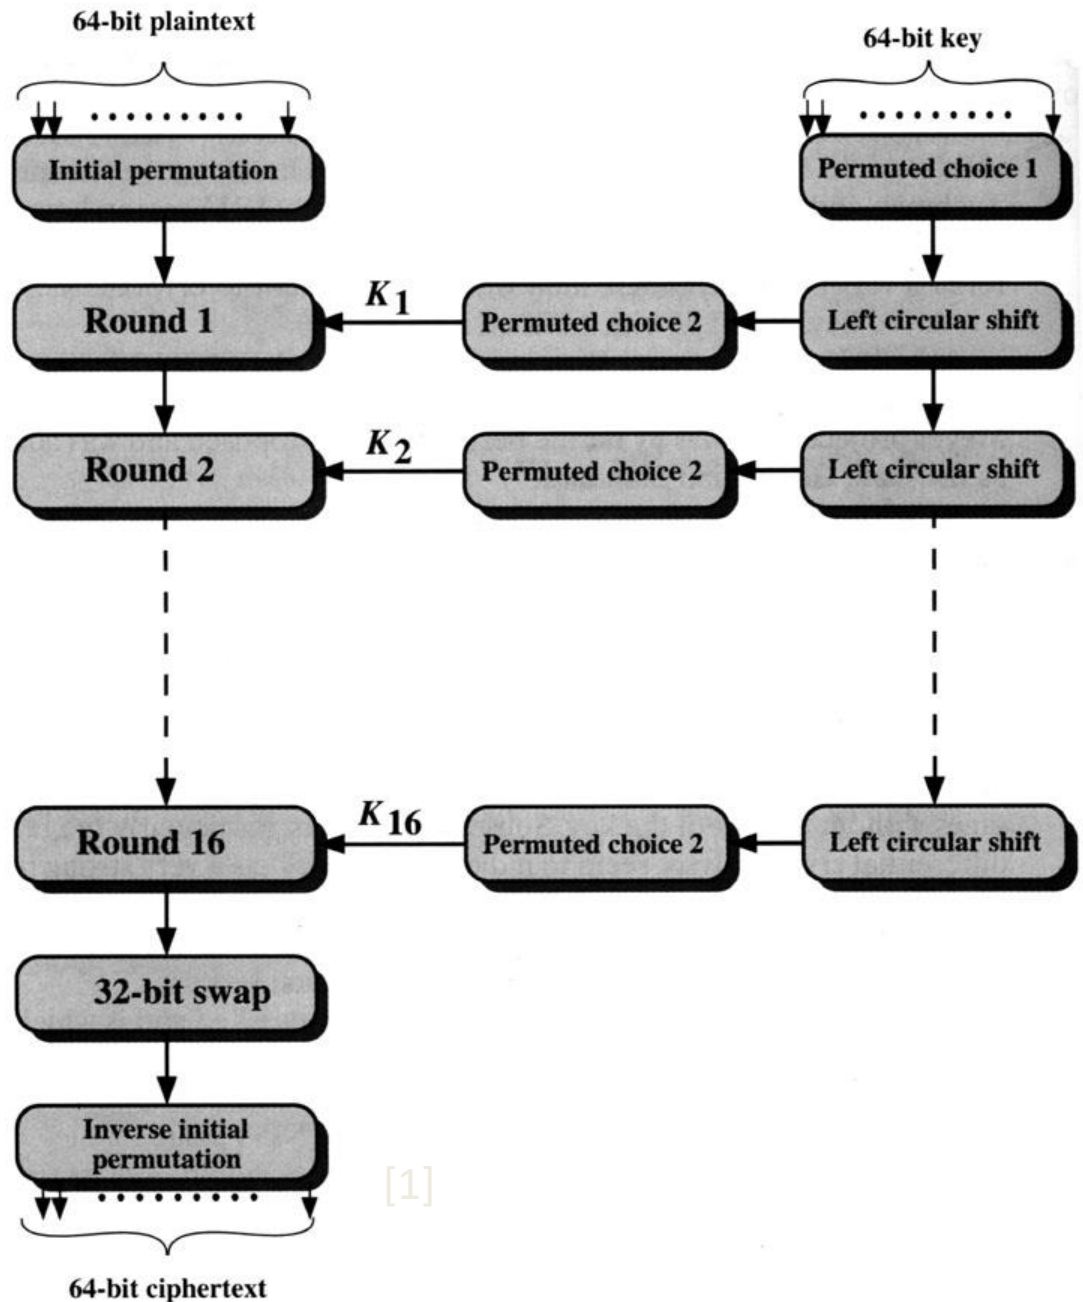 64-bit plaintext
64-bit key
Initial permutation
Permuted choice 1
Round 1
K1
Permuted choice 2
Left circular shift
Round 2
K2
Permuted choice 2
Left circular shift
Round 16
K16
Permuted choice 2
Left circular shift
32-bit swap
Inverse initial
permutation
[1]
64-bit ciphertext